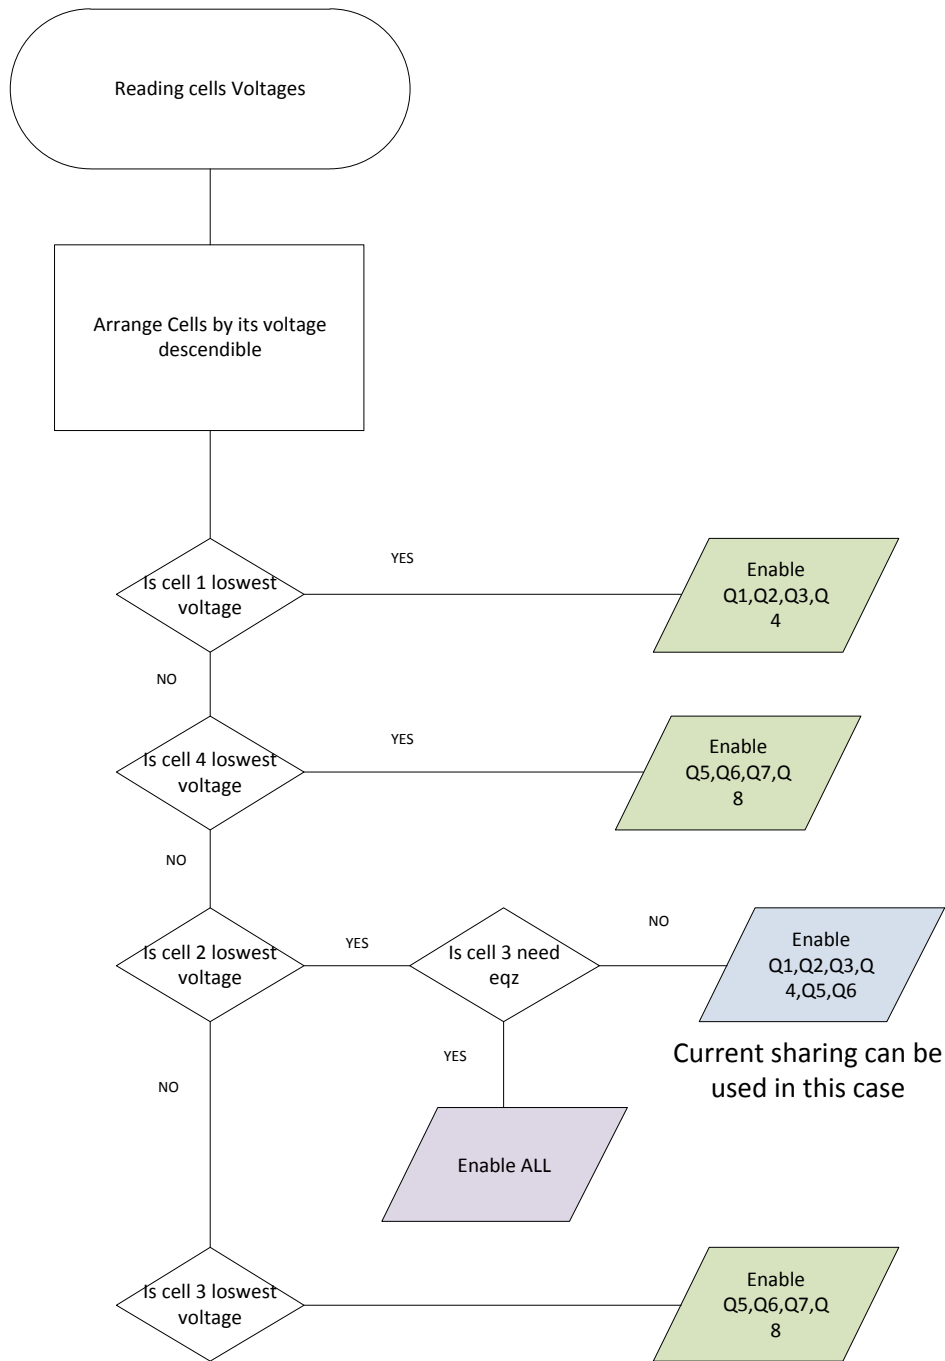 Reading cells Voltages
Arrange Cells by its voltage
descendible
Is cell 1 loswest
voltage
YES
Enable
Q1,Q2,Q3,Q
4
NO
Is cell 4 loswest
voltage
YES
Enable
Q5,Q6,Q7,Q
8
NO
Is cell 2 loswest
voltage
YES
Is cell 3 need
eqz
NO
Enable
Q1,Q2,Q3,Q
4,Q5,Q6
Current sharing can be
used in this case
YES
NO
Enable ALL
Is cell 3 loswest
voltage
Enable
Q5,Q6,Q7,Q
8